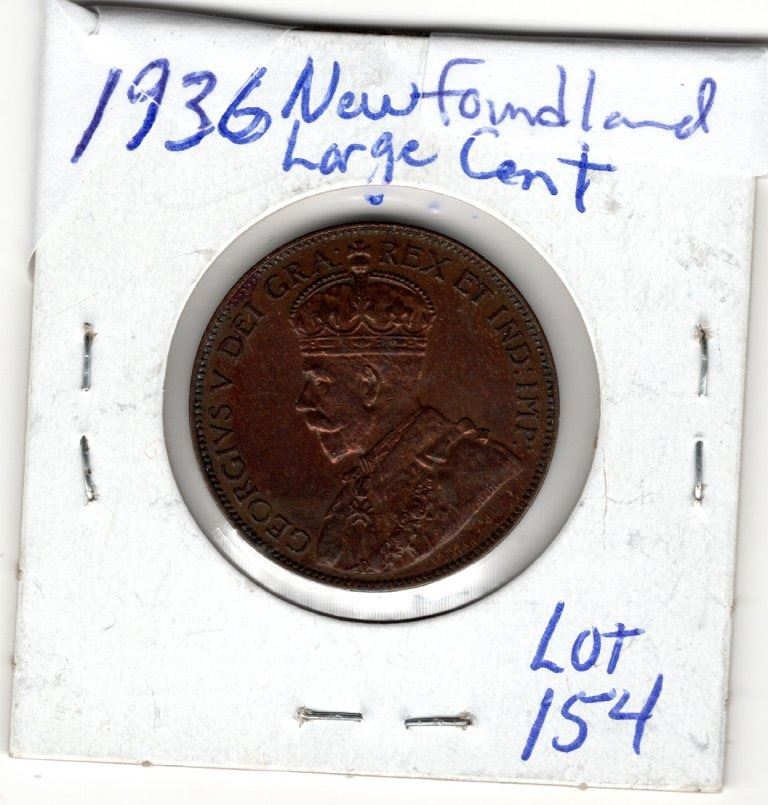 1936 Newfoundland
Large Cent
GEORGIVS V DEI GRA: REX ET IND: IMP:
Lot
154